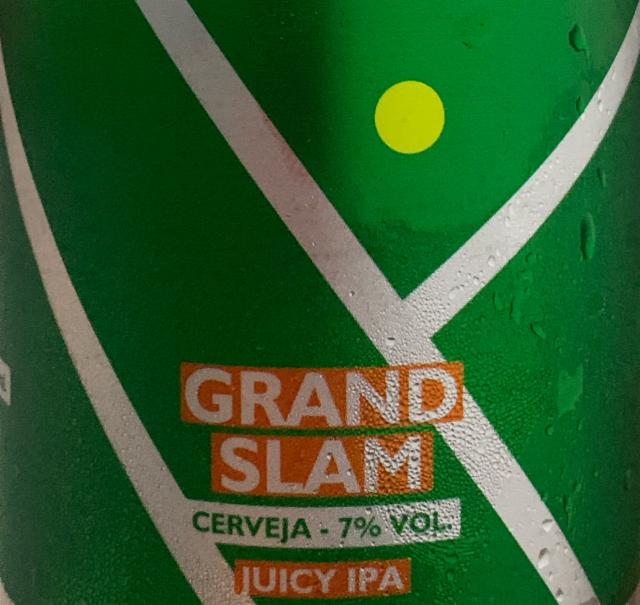 GRAND
SLAM
CERVEJA - 7% VOL.
JUICY IPA